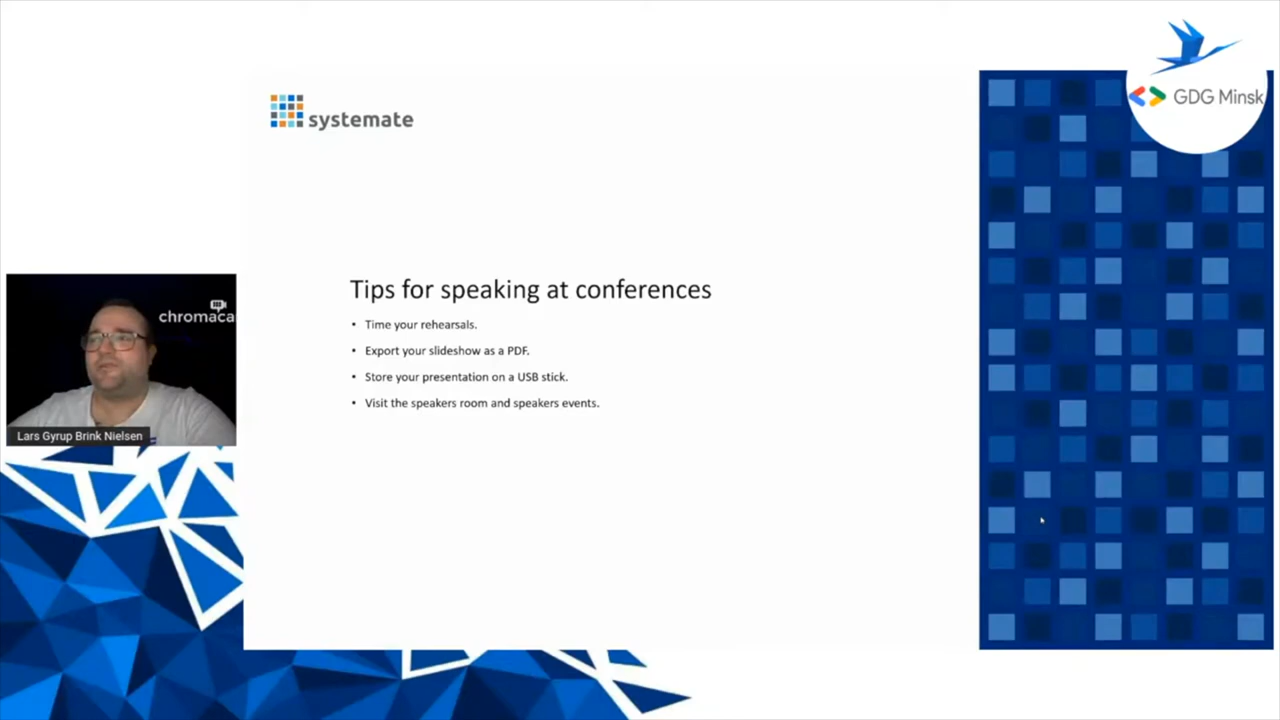 systemate
GDG Minsk
Tips for speaking at conferences
• Time your rehearsals.
• Export your slideshow as a PDF.
• Store your presentation on a USB stick.
• Visit the speakers room and speakers events.
chromaca
Lars Gyrup Brink Nielsen